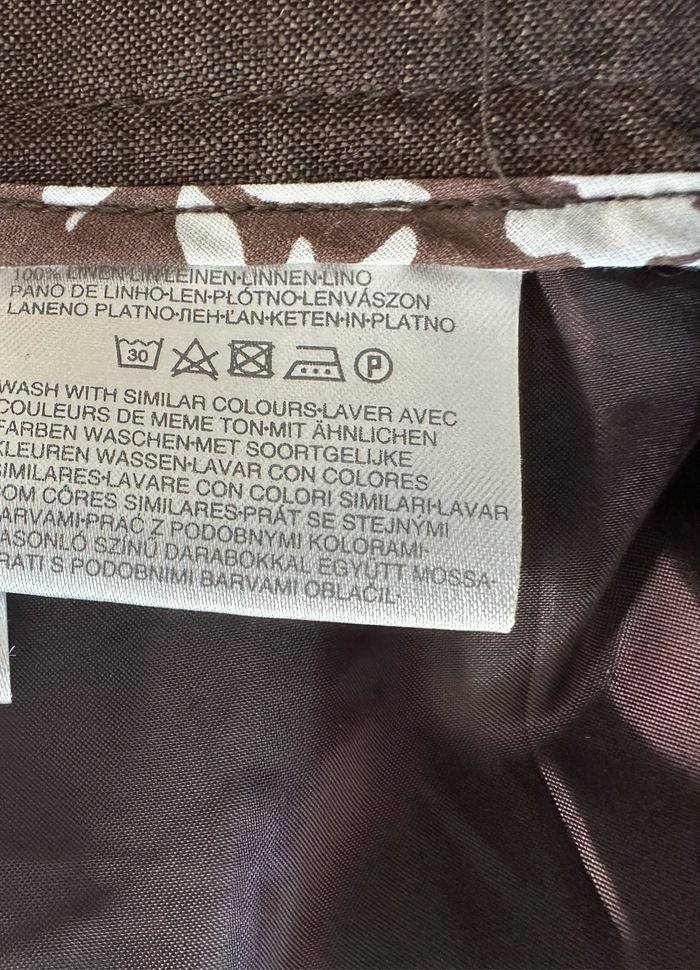 100% LINEN·LIN·LEINEN·LINNEN·LINO
PANO DE LINHO·LEN·PŁÓTNO·LENVÁSZON
LANENO PLATNO·ЛЕН·ĽAN·KETEN·IN·PLATNO
30 P
WASH WITH SIMILAR COLOURS·LAVER AVEC
COULEURS DE MEME TON·MIT ÄHNLICHEN
FARBEN WASCHEN·MET SOORTGELIJKE
KLEUREN WASSEN·LAVAR CON COLORES
SIMILARES·LAVARE CON COLORI SIMILARI·LAVAR
COM CÔRES SIMILARES·PRÁT SE STEJNYMI
BARVAMI·PRAĆ Z PODOBNYMI KOLORAMI·
HASONLÓ SZÍNŰ DARABOKKAL EGYÜTT MOSSA·
PRATI S PODOBNIMI BARVAMI OBLAČIL·